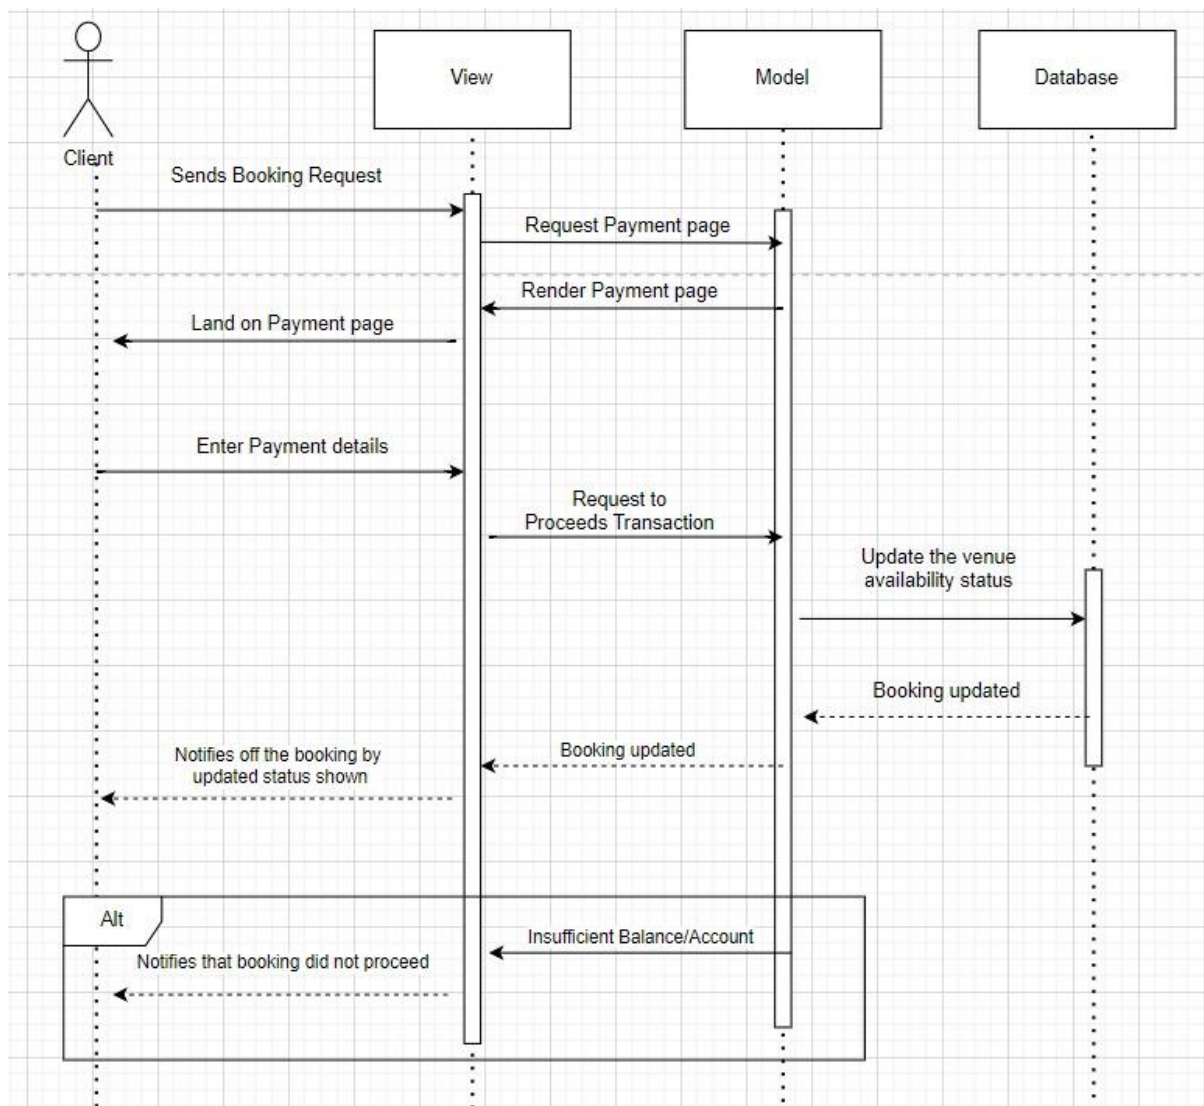 View
Model
Database
Client
Sends Booking Request
Request Payment page
Render Payment page
Land on Payment page
Enter Payment details
Request to
Proceeds Transaction
Update the venue
availability status
Booking updated
Booking updated
Notifies off the booking by
updated status shown
Alt
Insufficient Balance/Account
Notifies that booking did not proceed